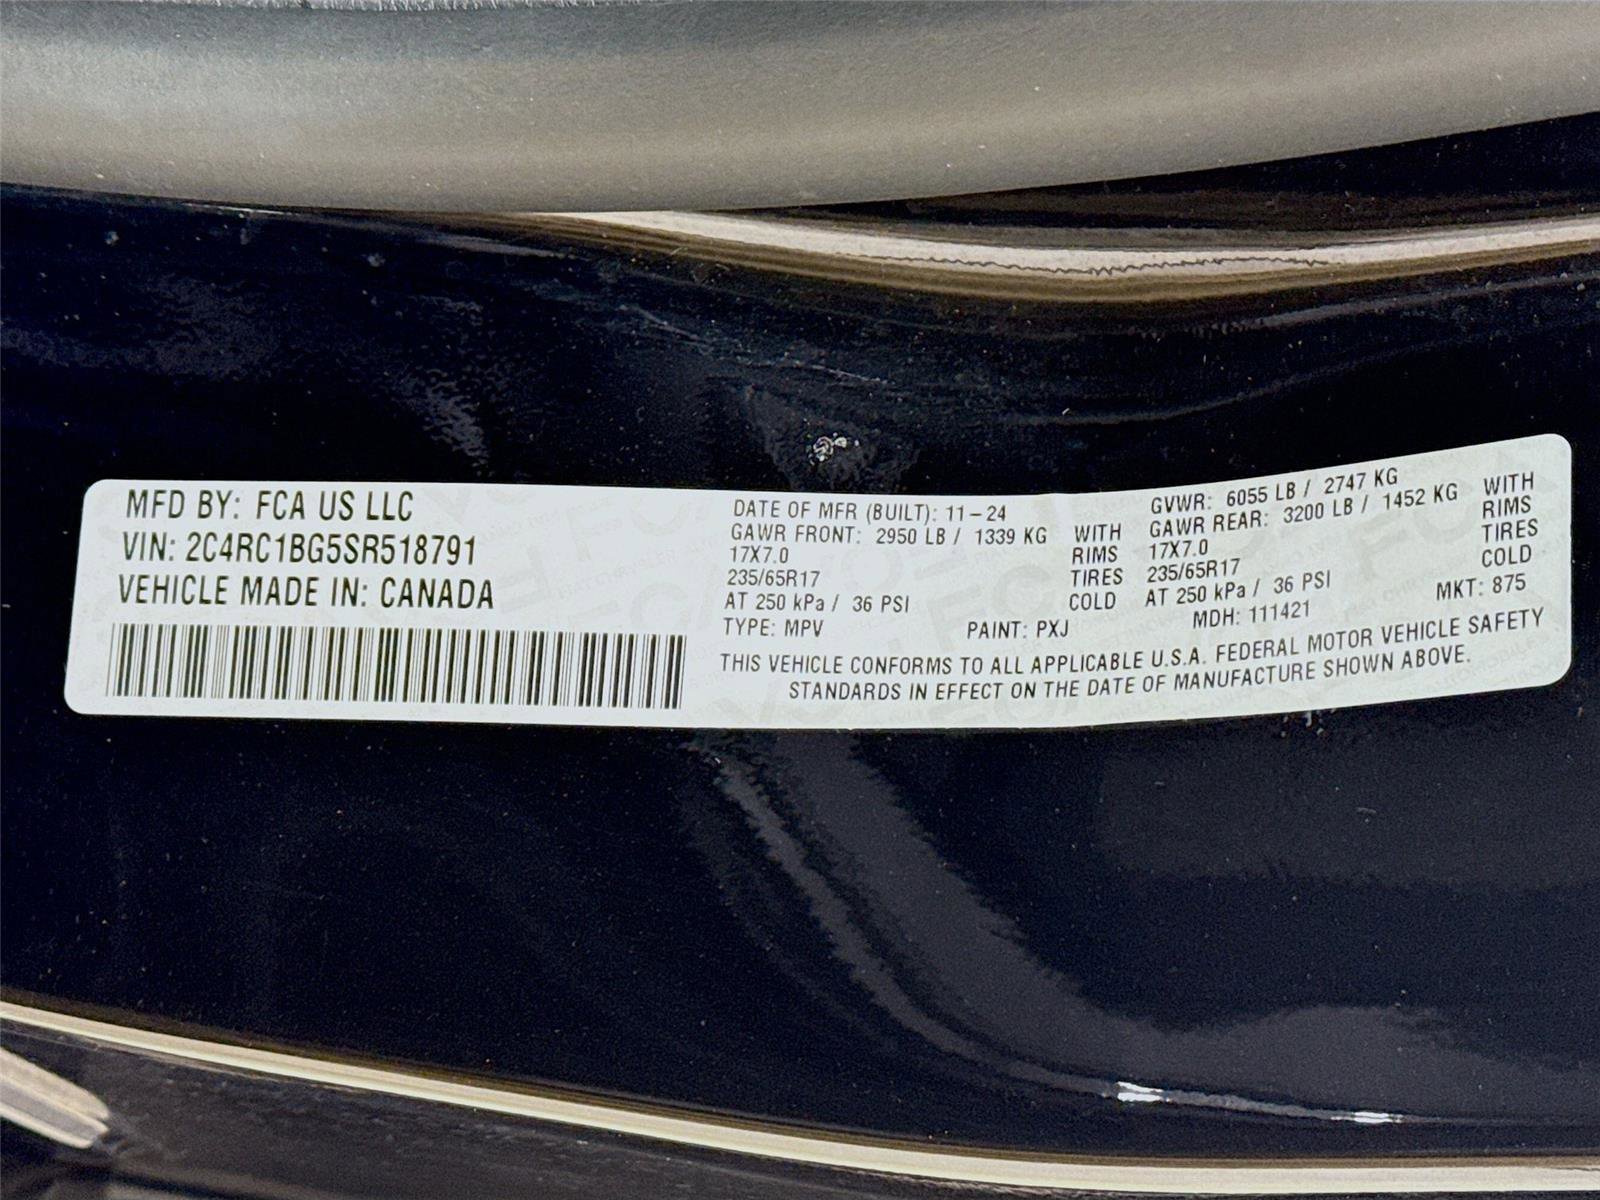 MFD BY: FCA US LLC
VIN: 2C4RC1BG5SR518791
VEHICLE MADE IN: CANADA
DATE OF MFR (BUILT): 11-24
GAWR FRONT: 2950 LB / 1339 KG WITH
17X7.0 RIMS
235/65R17 TIRES
AT 250 kPa / 36 PSI COLD
TYPE: MPV PAINT: PXJ
GVWR: 6055 LB / 2747 KG
GAWR REAR: 3200 LB / 1452 KG WITH
17X7.0 RIMS
235/65R17 TIRES
AT 250 kPa / 36 PSI COLD
MDH: 111421 MKT: 875
THIS VEHICLE CONFORMS TO ALL APPLICABLE U.S.A. FEDERAL MOTOR VEHICLE SAFETY
STANDARDS IN EFFECT ON THE DATE OF MANUFACTURE SHOWN ABOVE.